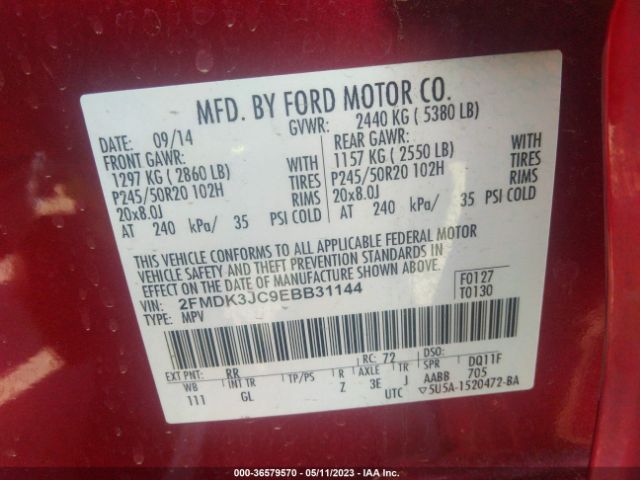 MFD. BY FORD MOTOR CO.
DATE: 09/14 GVWR: 2440 KG ( 5380 LB)
FRONT GAWR: REAR GAWR:
1297 KG ( 2860 LB) WITH 1157 KG ( 2550 LB) WITH
P245/50R20 102H TIRES P245/50R20 102H TIRES
20x8.0J RIMS 20x8.0J RIMS
AT 240 kPa/ 35 PSI COLD AT 240 kPa/ 35 PSI COLD
THIS VEHICLE CONFORMS TO ALL APPLICABLE FEDERAL MOTOR
VEHICLE SAFETY AND THEFT PREVENTION STANDARDS IN
EFFECT ON THE DATE OF MANUFACTURE SHOWN ABOVE.
VIN: 2FMDK3JC9EBB31144 F0127
TYPE: MPV T0130
EXT PNT: RR RC: 72 DSO:
WB INT TR TP/PS R AXLE TR SPR DQ11F
111 GL Z 3E J AABB 705
UTC ▽5U5A-1520472-BA
000-36579570 - 05/11/2023 - IAA Inc.